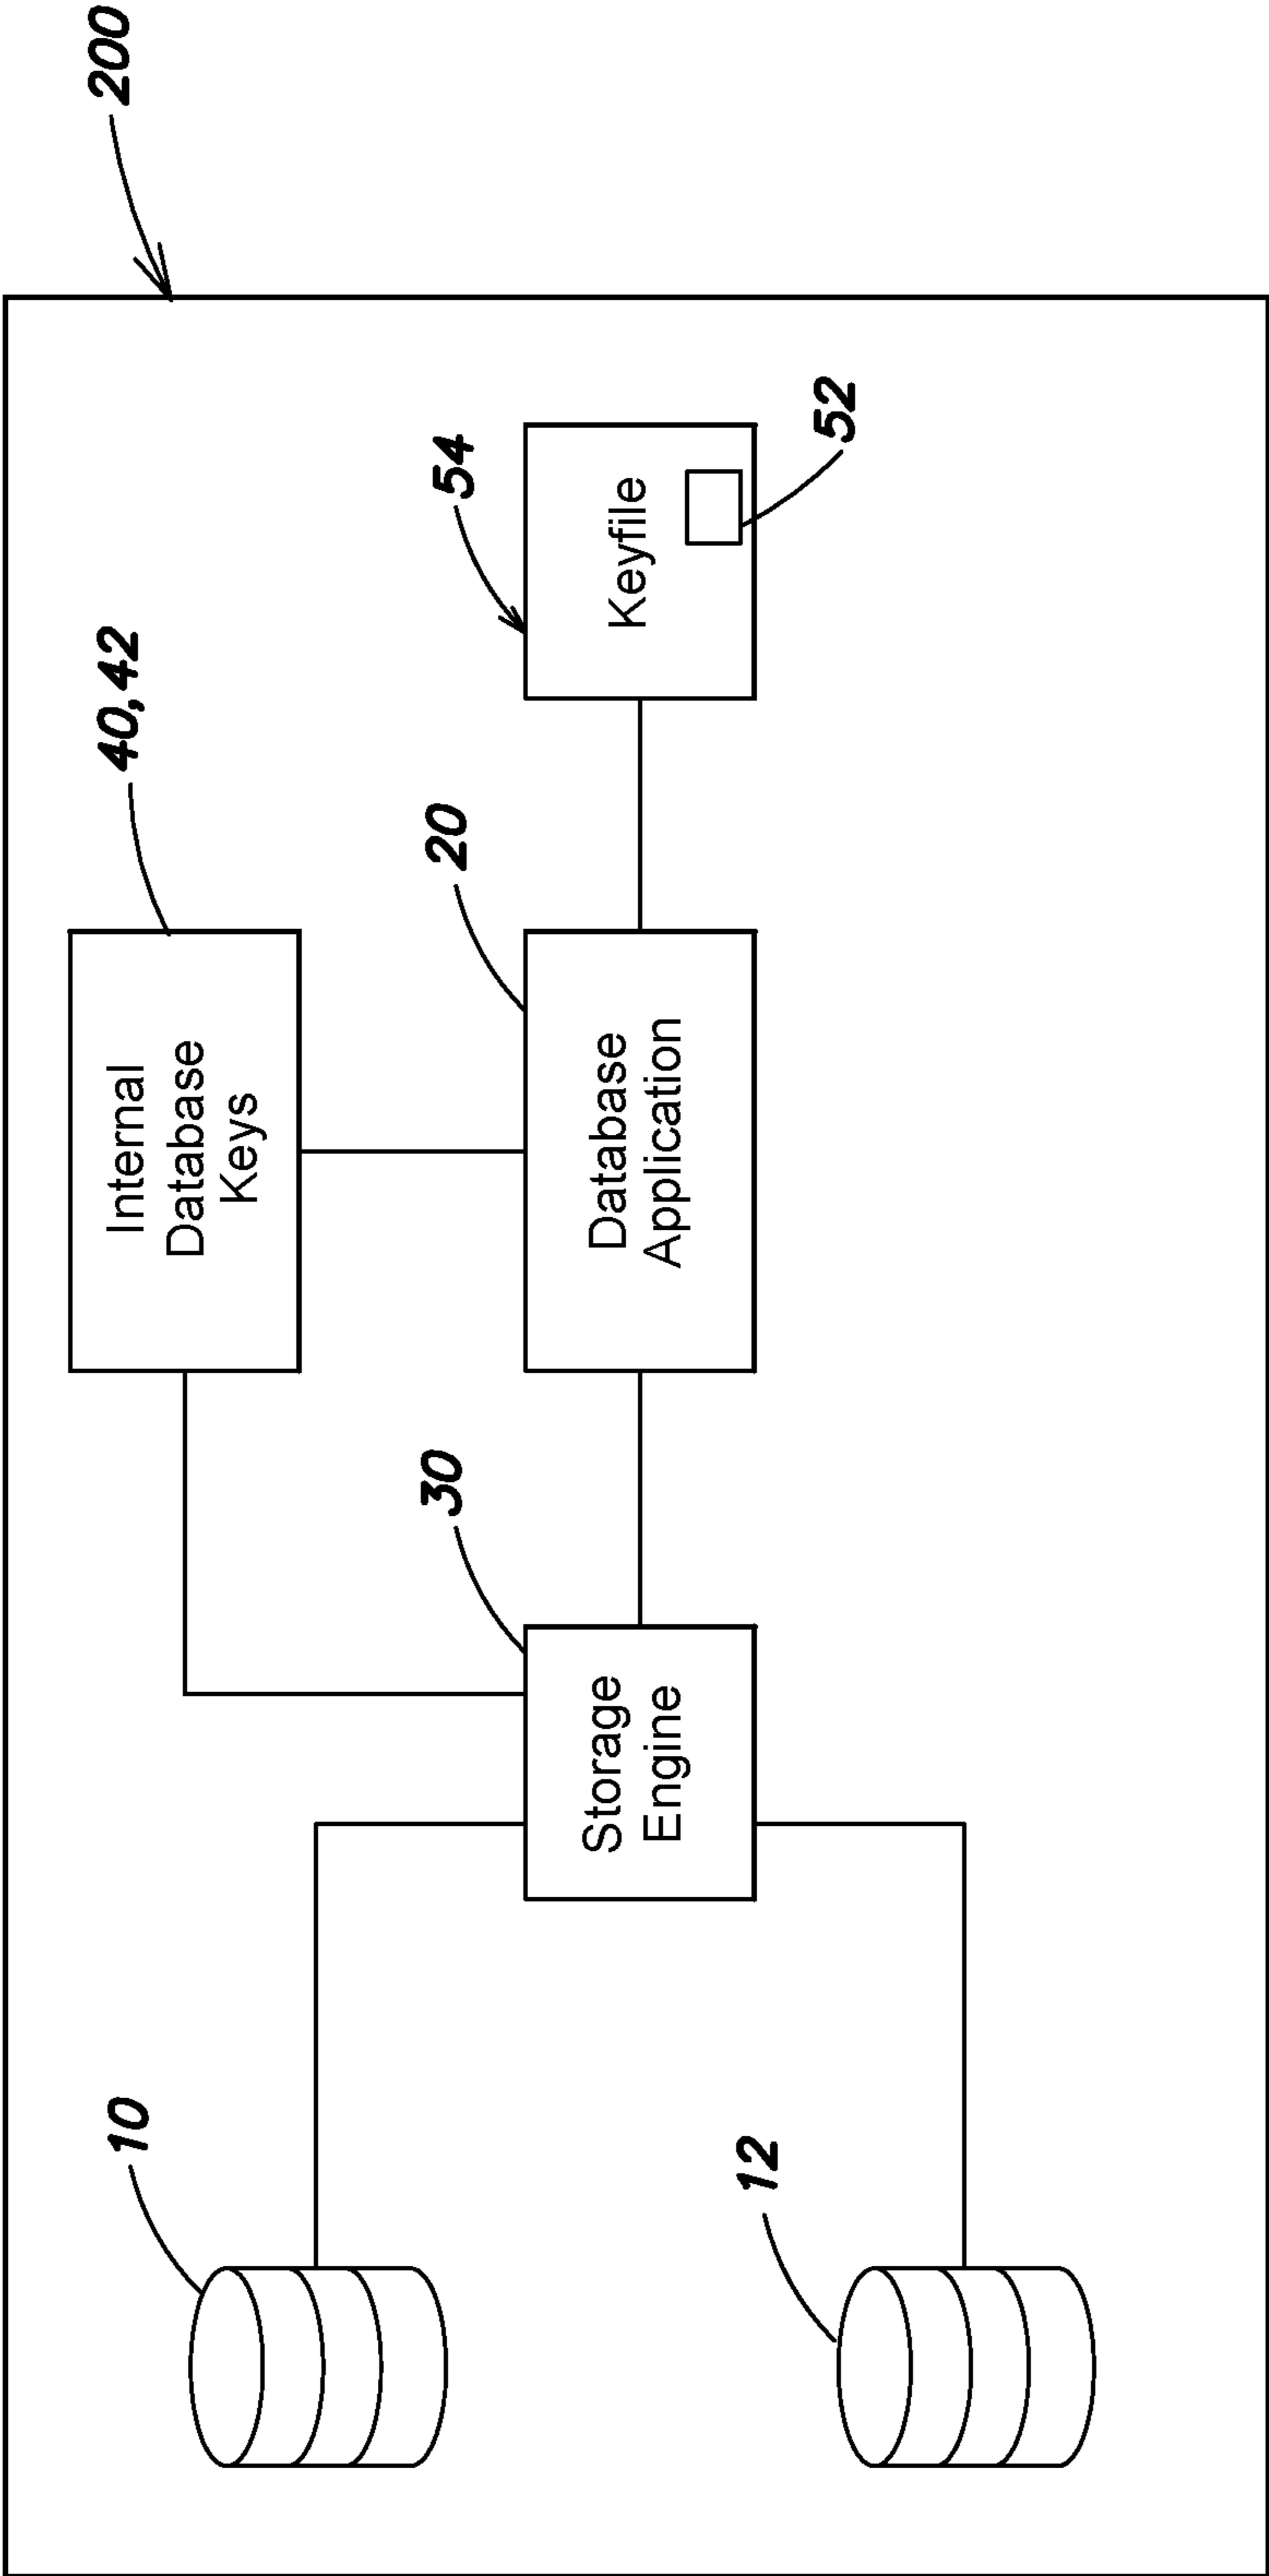 200
10
40,42
Internal
Database
Keys
30
20
54
Storage
Engine
Database
Application
Keyfile
12
52